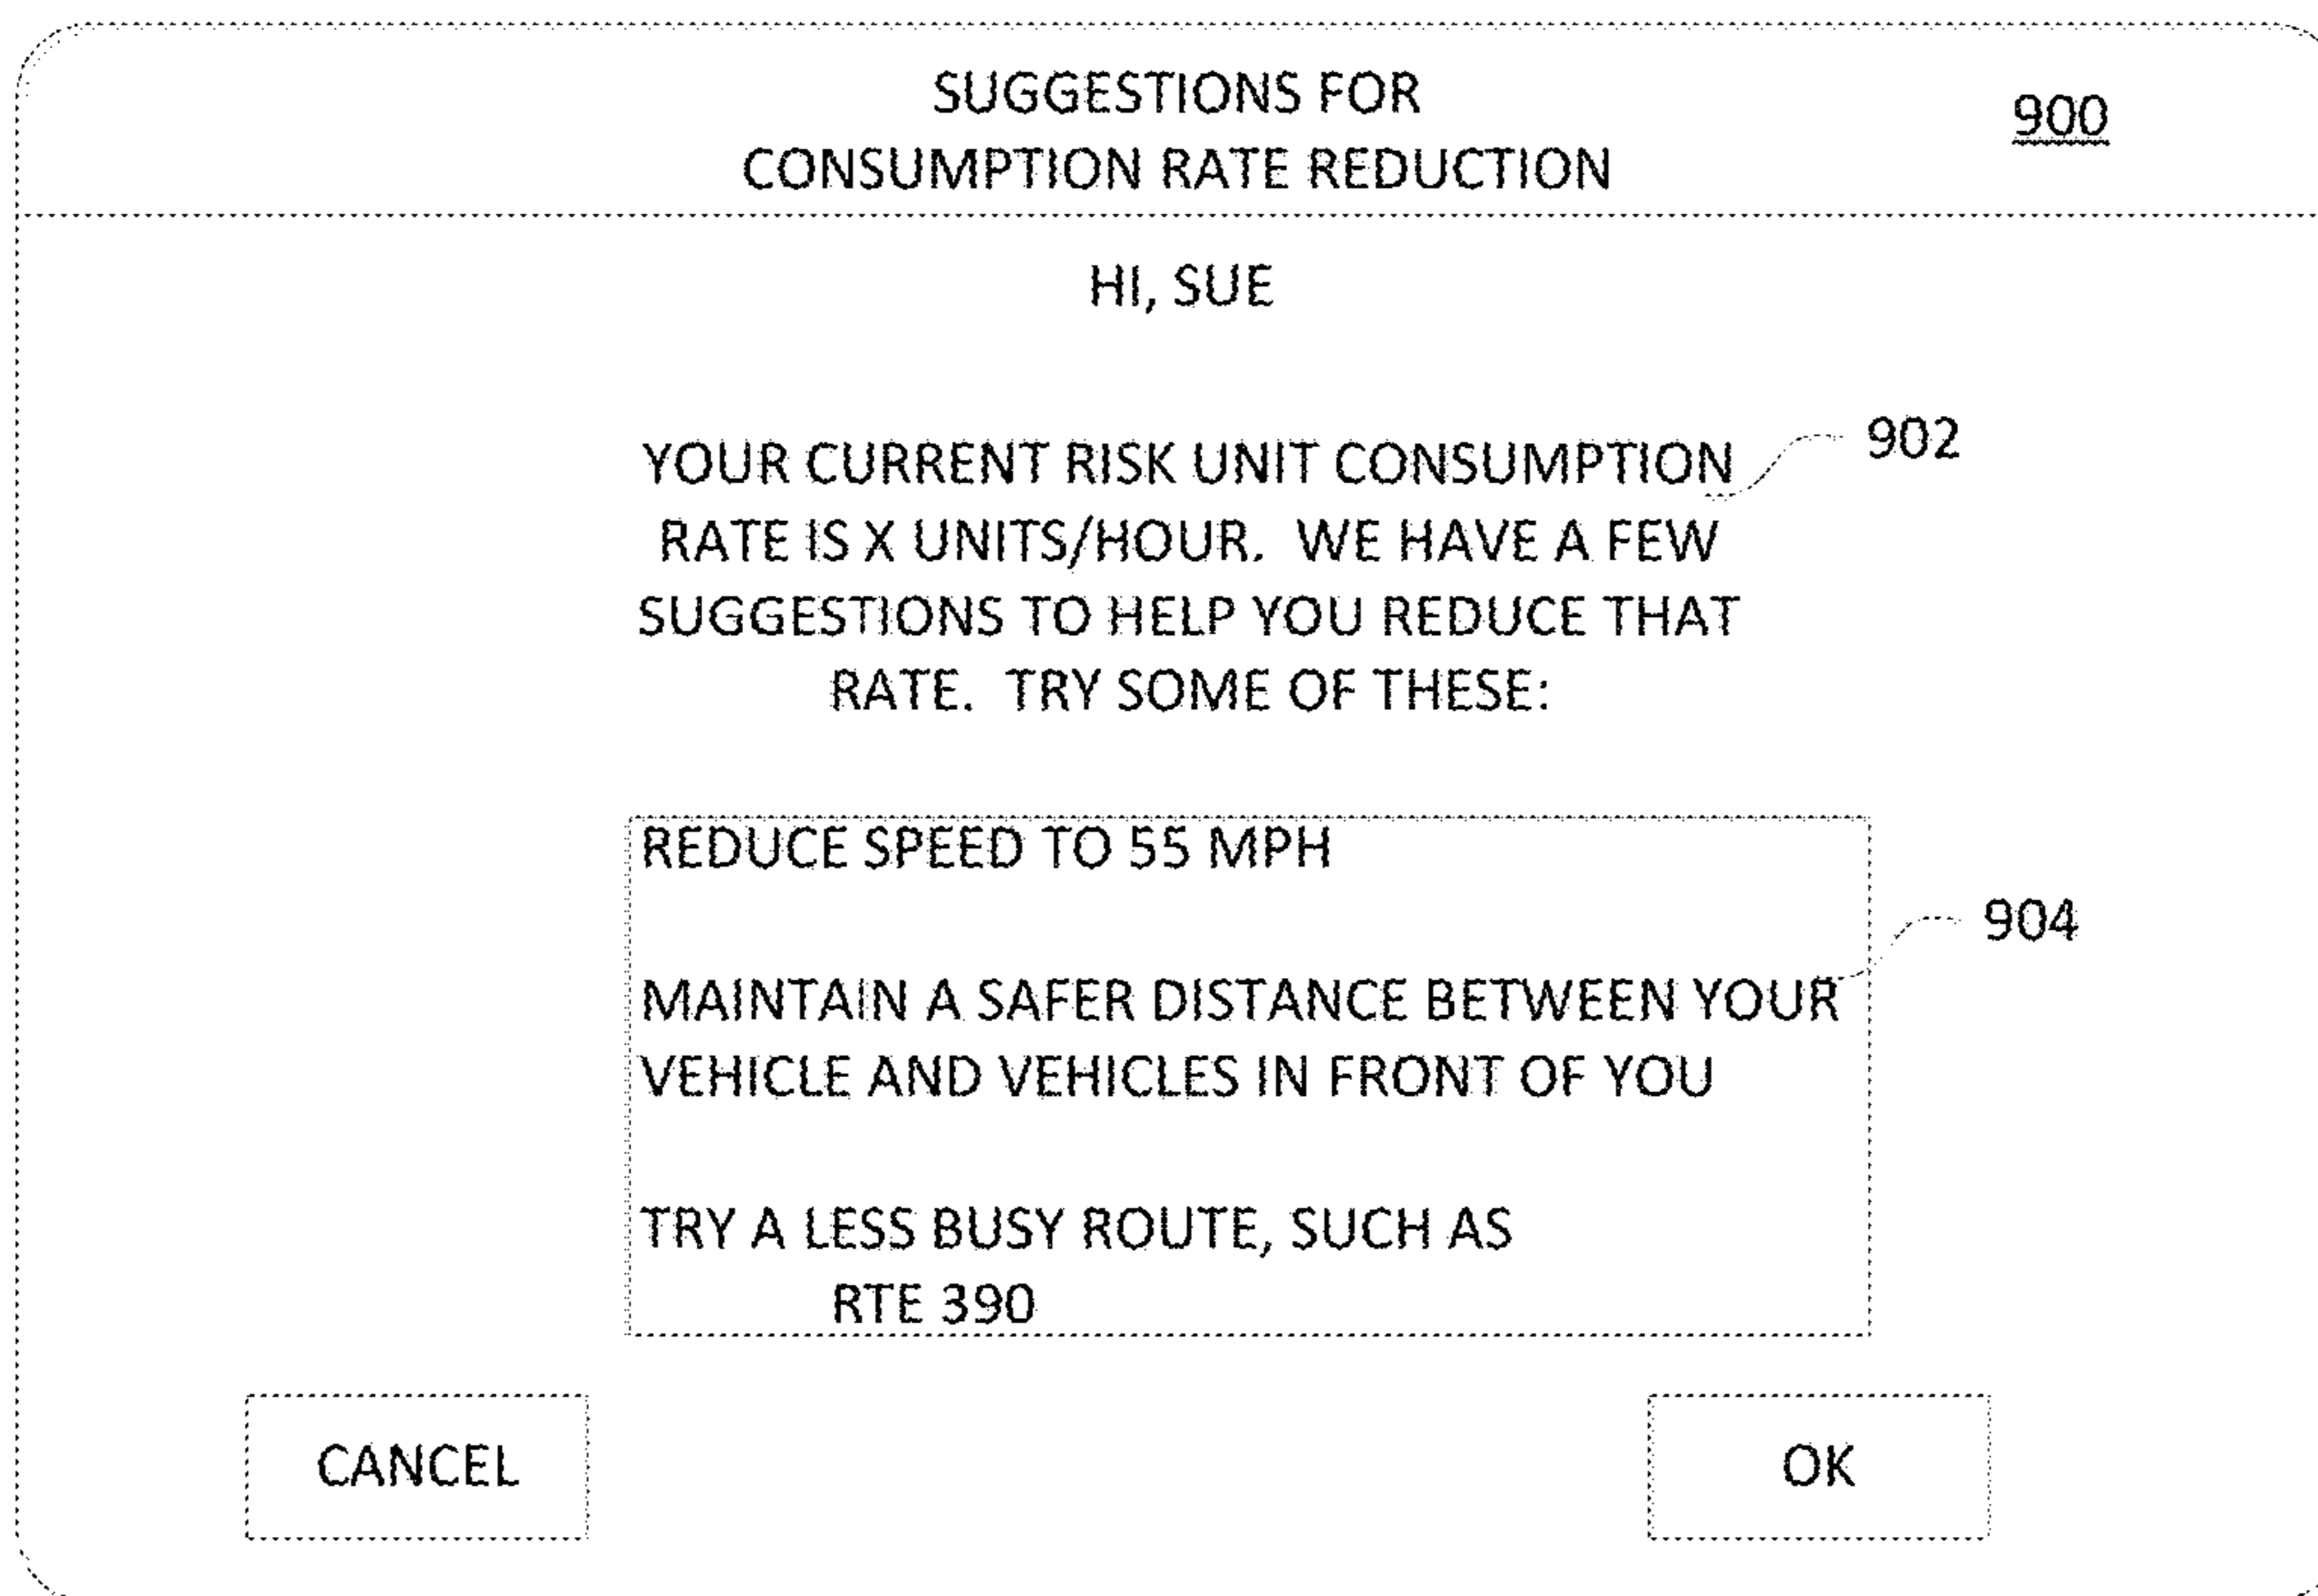 SUGGESTIONS FOR
CONSUMPTION RATE REDUCTION
900
HI, SUE
YOUR CURRENT RISK UNIT CONSUMPTION
902
RATE IS X UNITS/HOUR. WE HAVE A FEW
SUGGESTIONS TO HELP YOU REDUCE THAT
RATE. TRY SOME OF THESE:
REDUCE SPEED TO 55 MPH
904
MAINTAIN A SAFER DISTANCE BETWEEN YOUR
VEHICLE AND VEHICLES IN FRONT OF YOU
TRY A LESS BUSY ROUTE, SUCH AS
RTE 390
CANCEL
OK